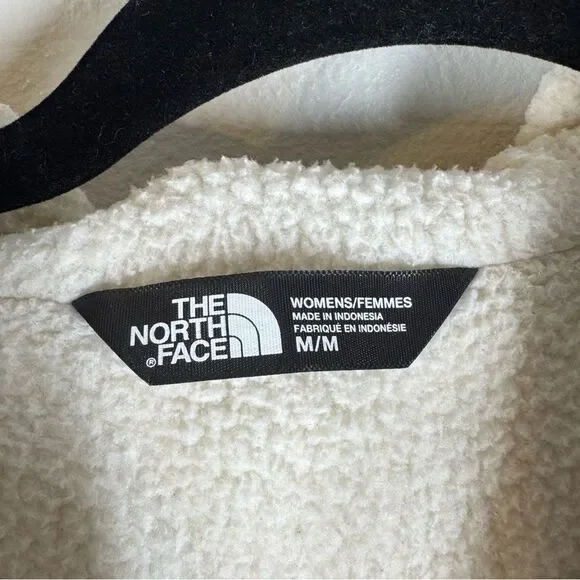 THE
NORTH
FACE®
WOMENS/FEMMES
MADE IN INDONESIA
FABRIQUÉ EN INDONÉSIE
M/M